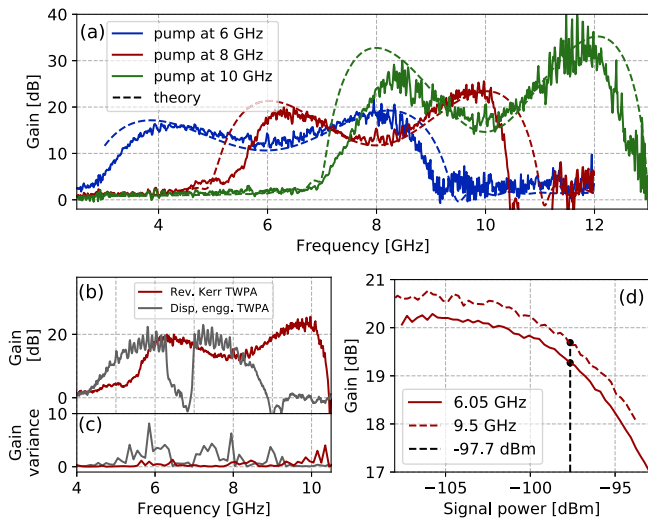 (a)
pump at 6 GHz
pump at 8 GHz
pump at 10 GHz
theory
40
30
20
10
0
Gain
[dB]
4 6 8 10 12
Frequency [GHz]
(b)
Rev. Kerr TWPA
Disp, engg. TWPA
20
0
Gain
[dB]
(c)
10
0
Gain
variance
4 6 8 10
Frequency [GHz]
(d)
21
20
19
18
17
Gain
[dB]
6.05 GHz
9.5 GHz
-97.7 dBm
−105 −100 −95
Signal power [dBm]